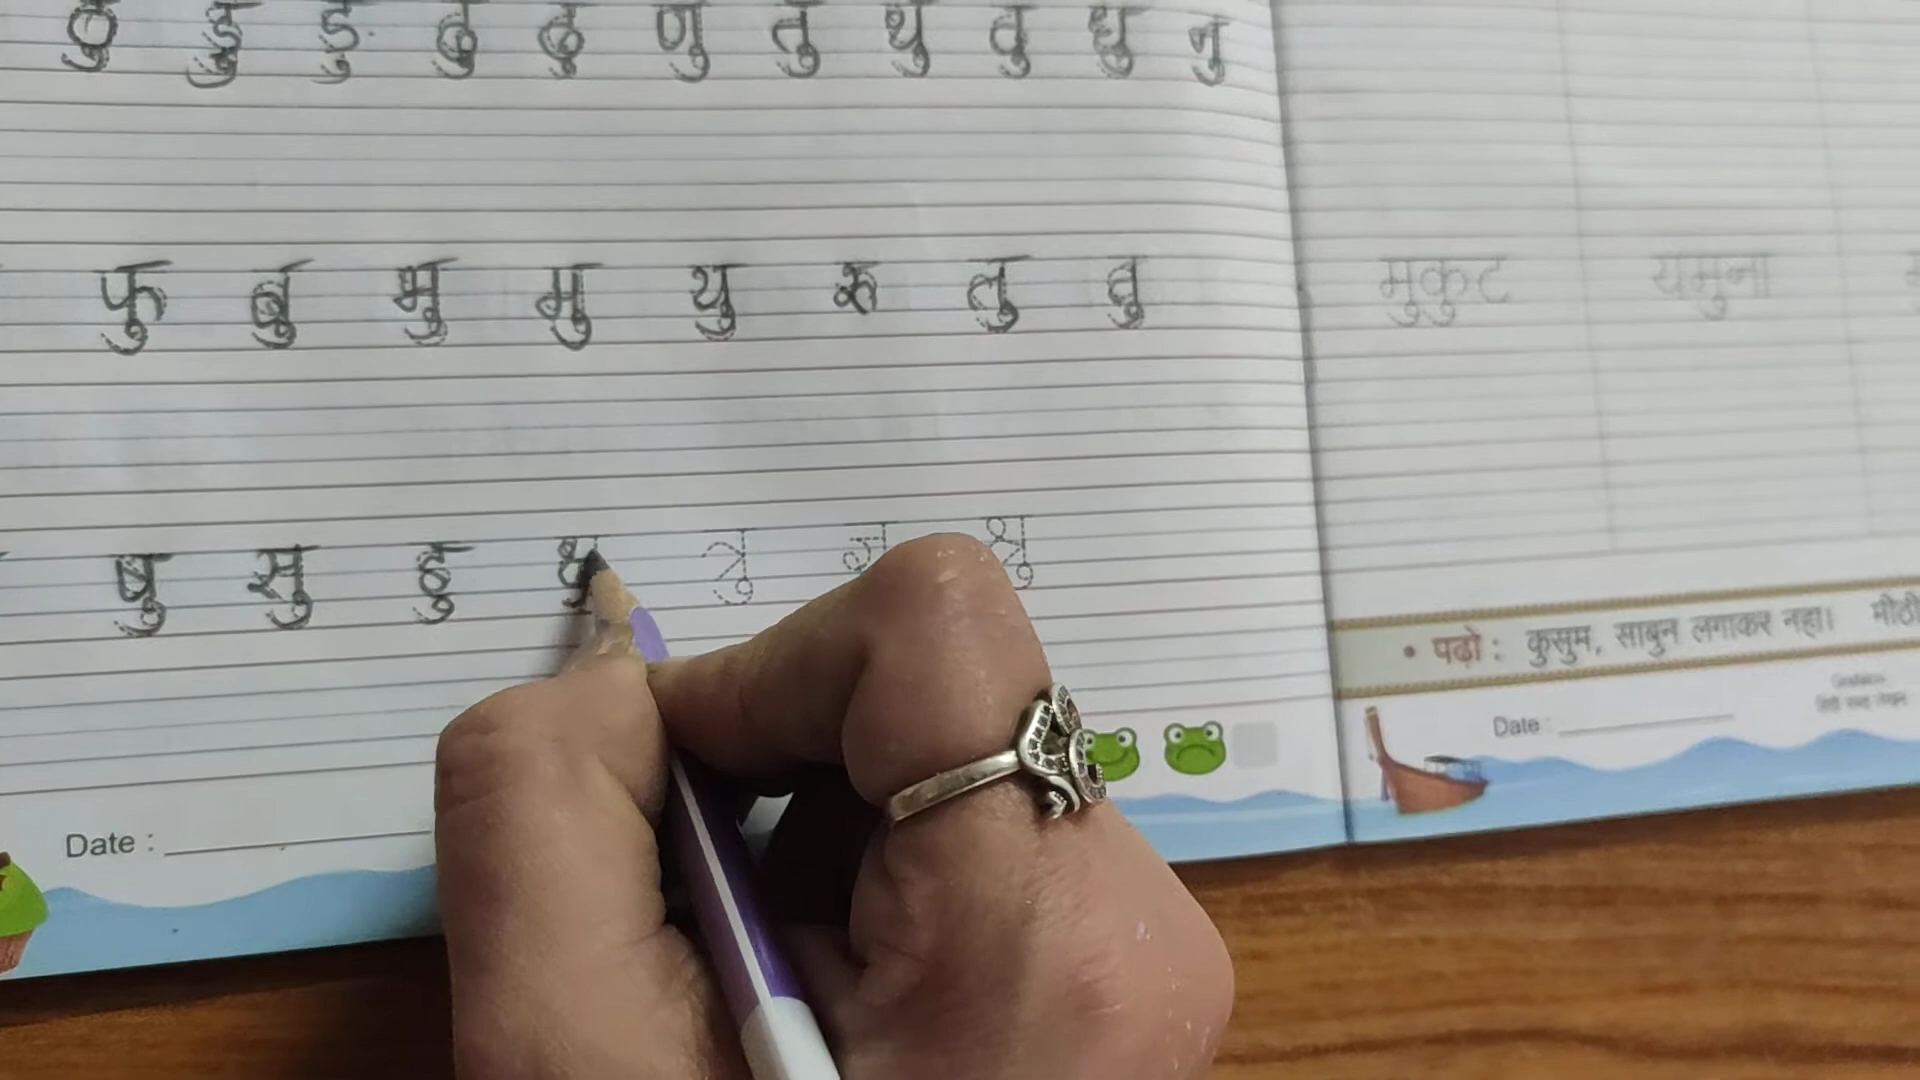 ठु डु ड़ु ढु ढ़ु णु तु थु दु धु नु
फु बु भु मु यु रु लु वु
षु सु हु क्षु त्रु ज्ञु श्रु
Date :
मुकुट यमुना
• पढ़ो : कुसुम, साबुन लगाकर नहा। मीठी
Date :